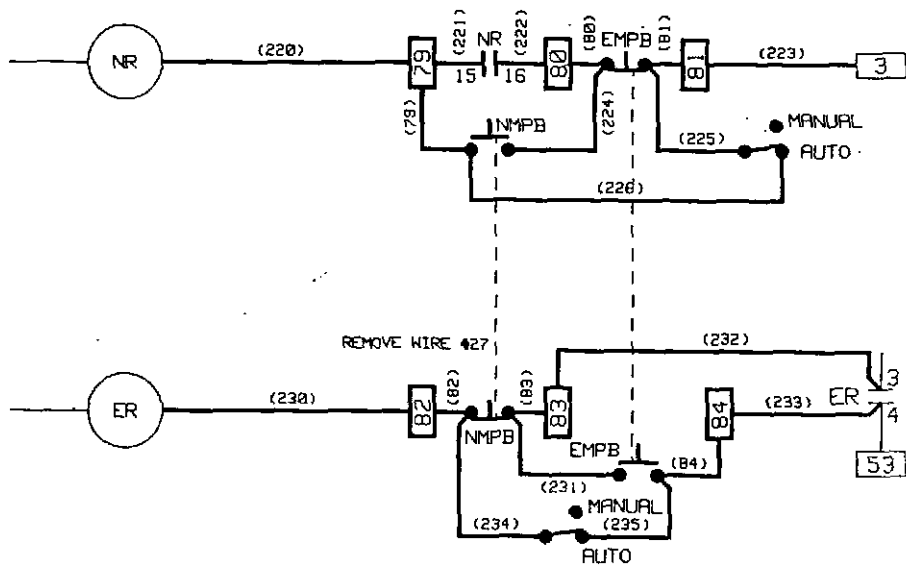 (220)
(221)
NR
(222)
(80)
EMPB
(81)
(223)
NR
79
15
16
80
81
3
(79)
NMPB
(224)
(225)
MANUAL
AUTO
(226)
REMOVE WIRE #27
(232)
(230)
(82)
(83)
3
ER
82
83
84
(233)
ER
4
NMPB
EMPB
(84)
53
(231)
MANUAL
(234)
(235)
AUTO